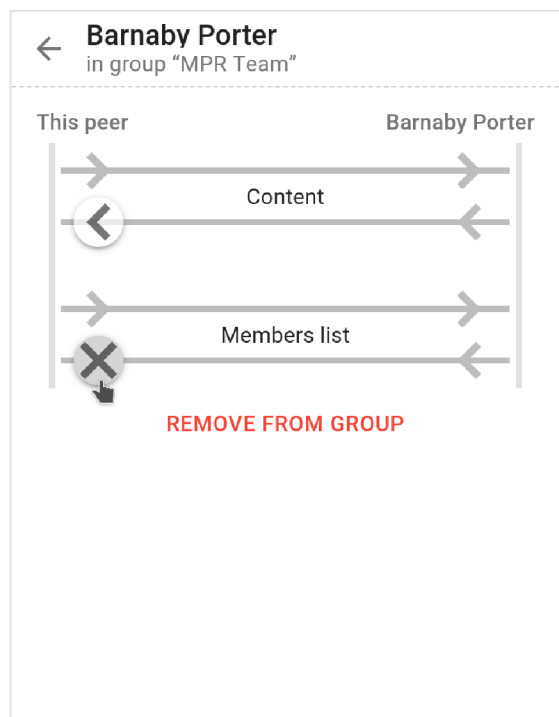 Barnaby Porter
in group “MPR Team”
This peer
Barnaby Porter
Content
Members list
REMOVE FROM GROUP